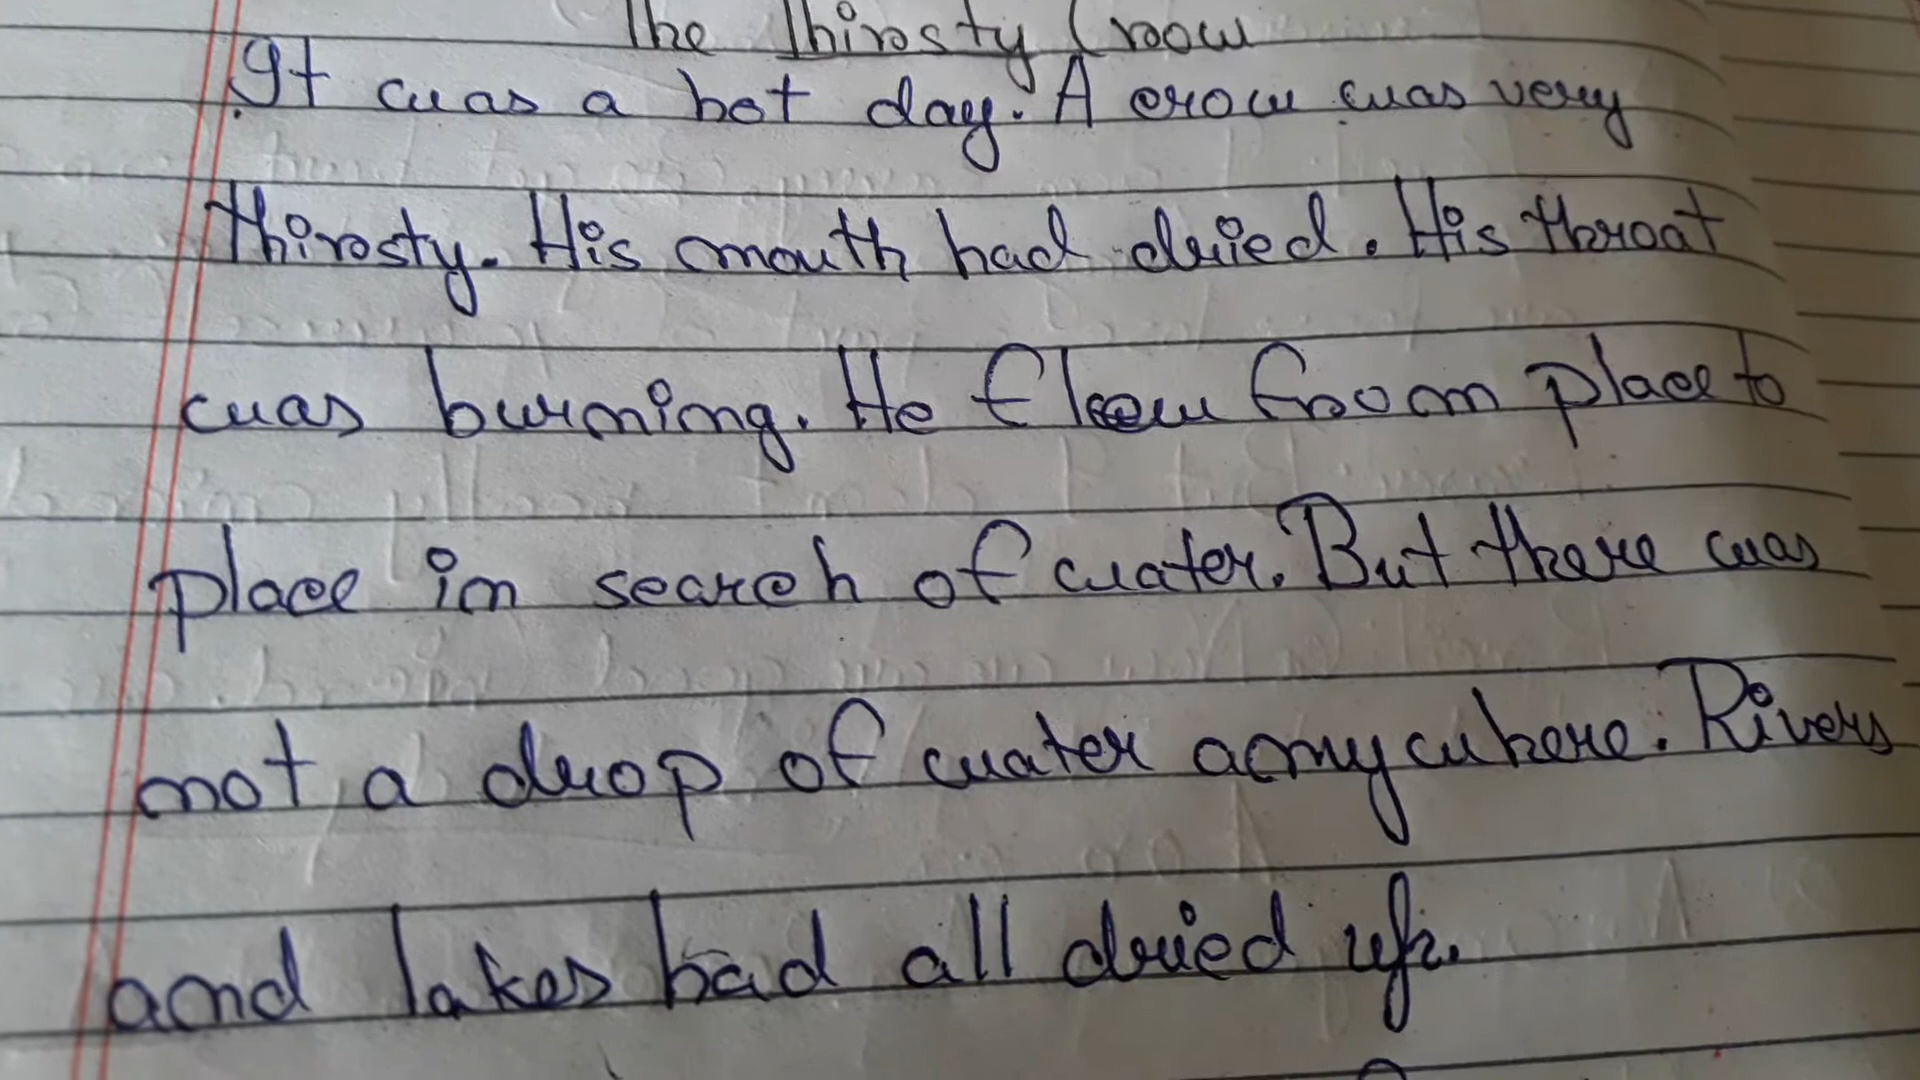 The Thirsty Crow
It was a hot day. A crow was very
thirsty. His mouth had dried. His throat
was burning. He flew from place to
place in search of water. But there was
not a drop of water anywhere. Rivers
and lakes had all dried up.